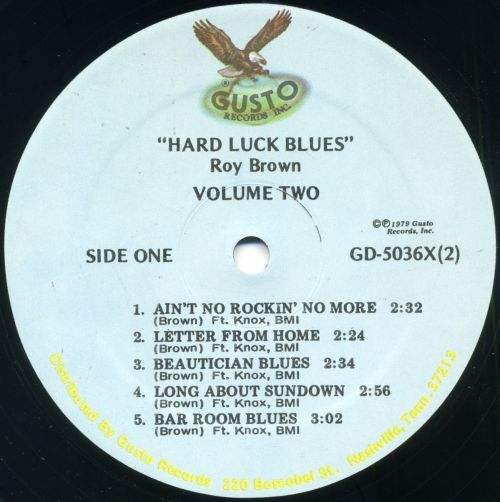 ® GUSTO
RECORDS INC.
"HARD LUCK BLUES"
Roy Brown
VOLUME TWO
©Ⓟ1979 Gusto
Records, Inc.
SIDE ONE
GD-5036X(2)
1. AIN'T NO ROCKIN' NO MORE 2:32
(Brown) Ft. Knox, BMI
2. LETTER FROM HOME 2:24
(Brown) Ft. Knox, BMI
3. BEAUTICIAN BLUES 2:34
(Brown) Ft. Knox, BMI
4. LONG ABOUT SUNDOWN 2:56
(Brown) Ft. Knox, BMI
5. BAR ROOM BLUES 3:02
(Brown) Ft. Knox, BMI
Distributed By Gusto Records 220 Boscobel St. Nashville, Tenn. 37213